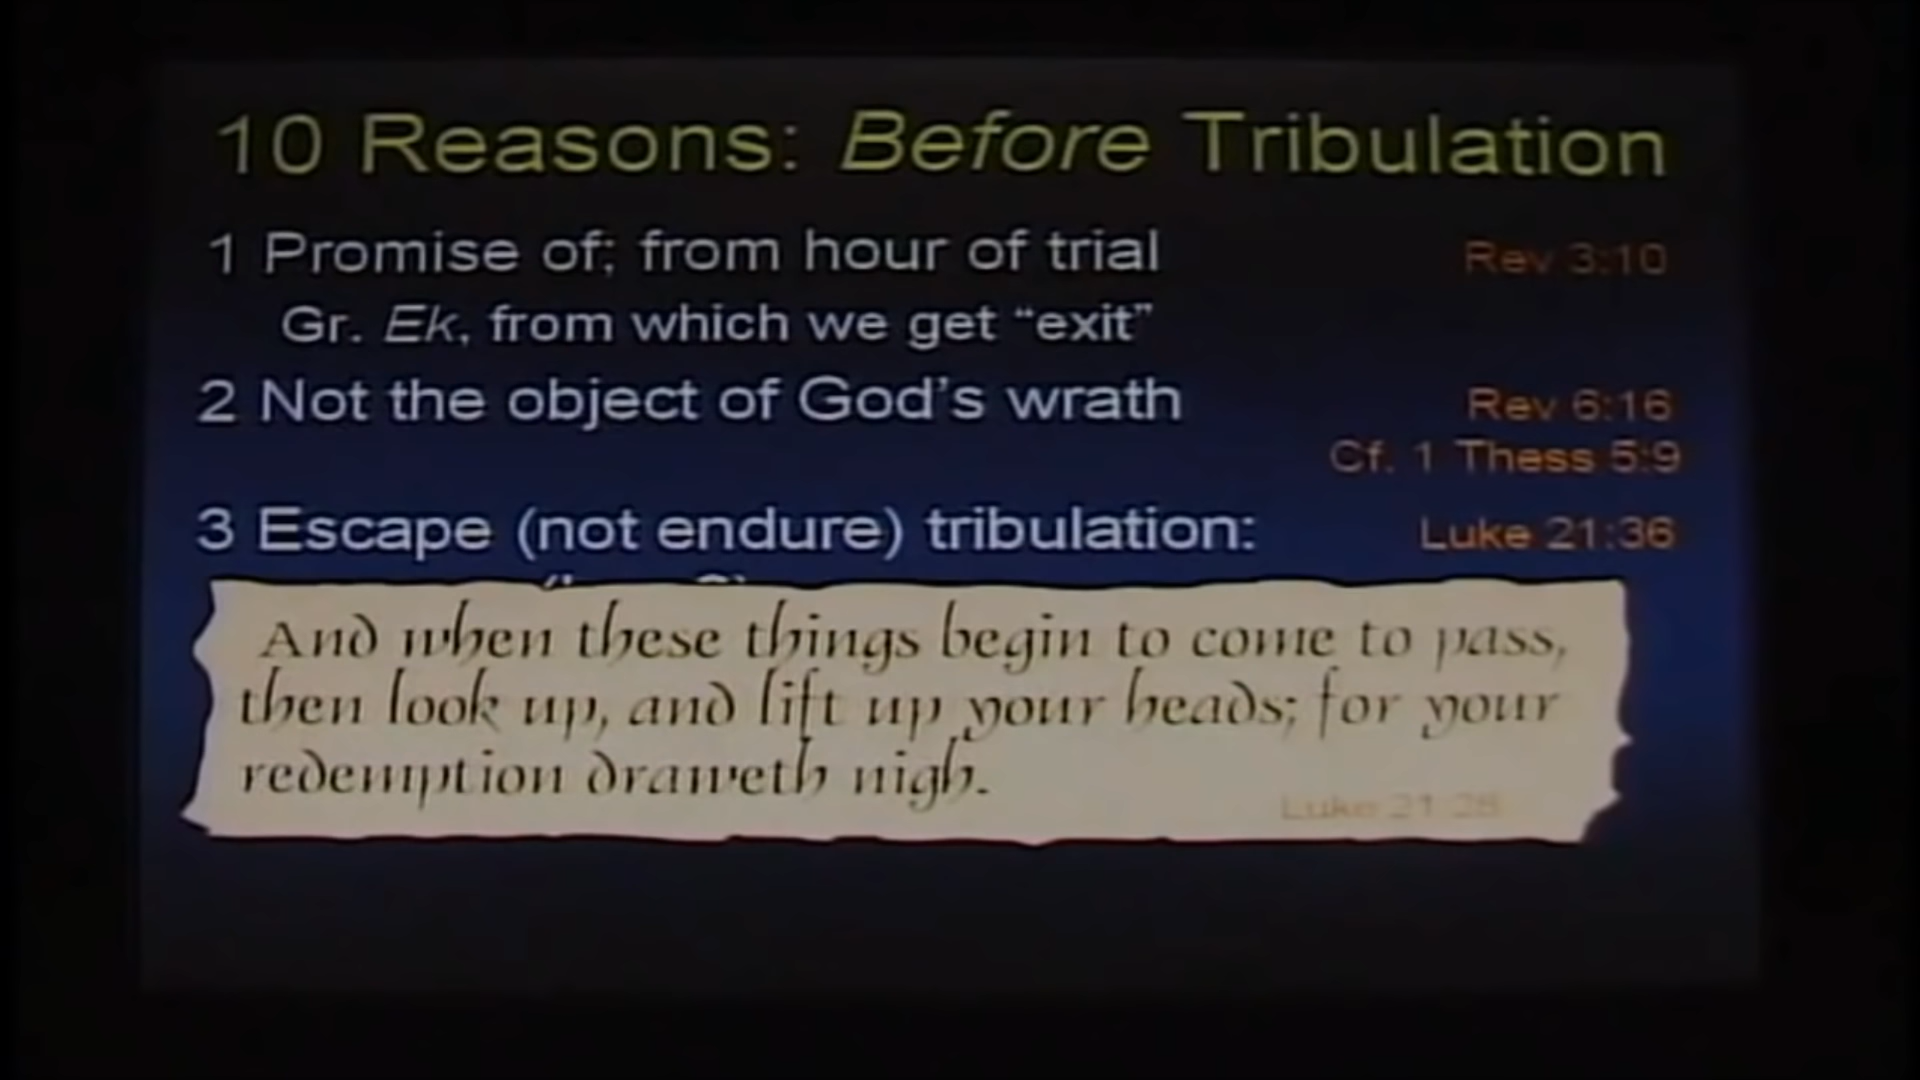 10 Reasons: Before Tribulation
1 Promise of; from hour of trial Rev 3:10
Gr. Ek, from which we get “exit”
2 Not the object of God’s wrath Rev 6:16
Cf. 1 Thess 5:9
3 Escape (not endure) tribulation: Luke 21:36
And when these things begin to come to pass,
then look up, and lift up your heads; for your
redemption draweth nigh.
Luke 21:28